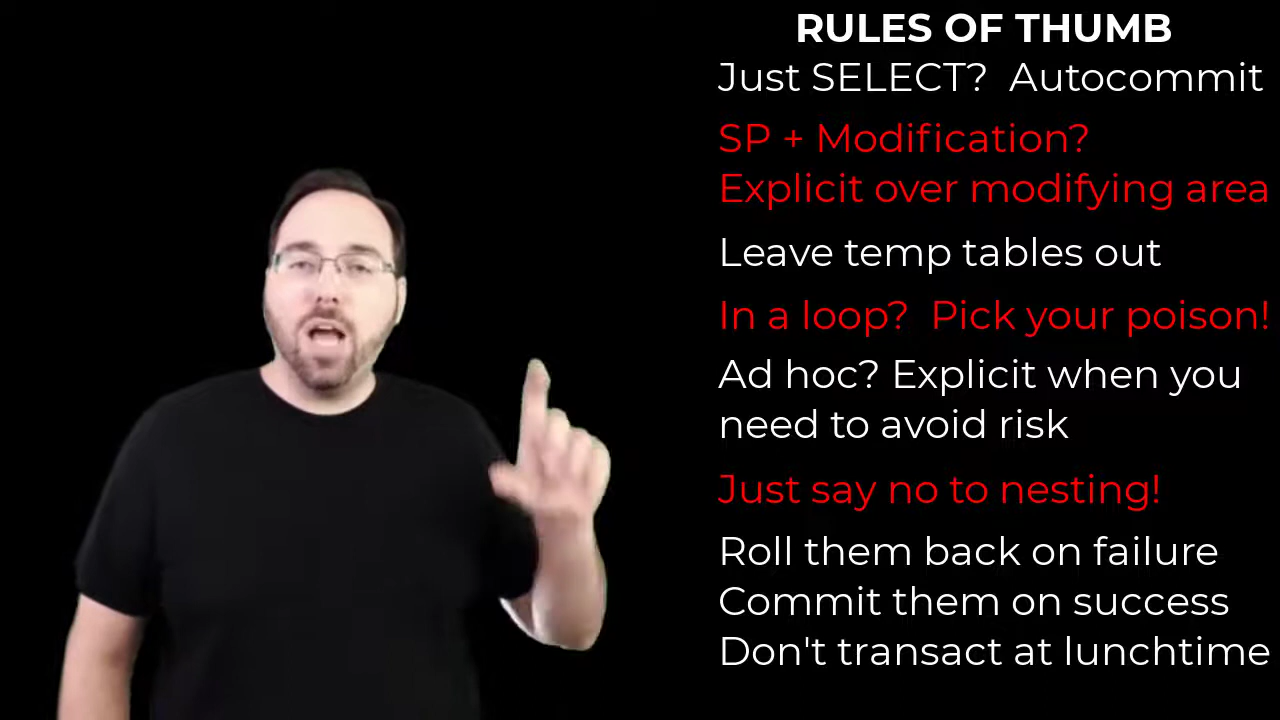 RULES OF THUMB
Just SELECT? Autocommit
SP + Modification?
Explicit over modifying area
Leave temp tables out
In a loop? Pick your poison!
Ad hoc? Explicit when you
need to avoid risk
Just say no to nesting!
Roll them back on failure
Commit them on success
Don't transact at lunchtime